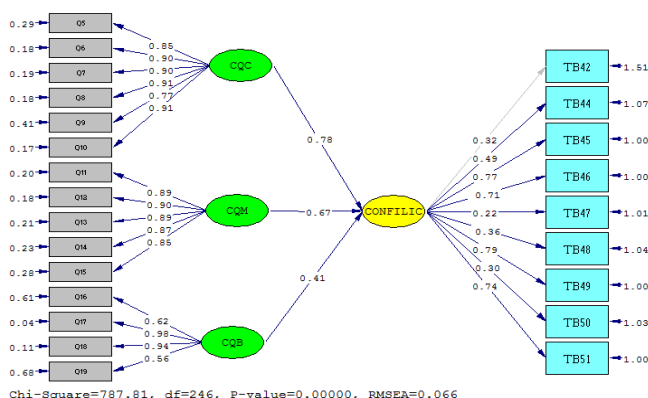 0.29 Q5
0.18 Q6
0.19 Q7
0.18 Q8
0.41 Q9
0.17 Q10
0.20 Q11
0.18 Q12
0.21 Q13
0.23 Q14
0.28 Q15
0.61 Q16
0.04 Q17
0.11 Q18
0.68 Q19
0.85
0.90
0.90
0.91
0.77
0.91
0.89
0.90
0.89
0.87
0.85
0.62
0.98
0.94
0.56
CQC
CQM
CQB
0.78
0.67
0.41
CONFILIC
0.32
0.49
0.77
0.71
0.22
0.36
0.79
0.30
0.74
TB42 1.51
TB44 1.07
TB45 1.00
TB46 1.00
TB47 1.01
TB48 1.04
TB49 1.00
TB50 1.03
TB51 1.00
Chi-Square=787.81, df=246, P-value=0.00000, RMSEA=0.066